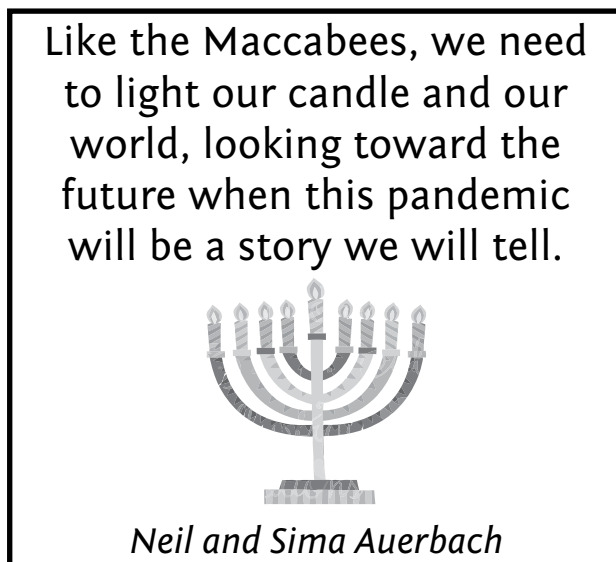 Like the Maccabees, we need
to light our candle and our
world, looking toward the
future when this pandemic
will be a story we will tell.
Neil and Sima Auerbach